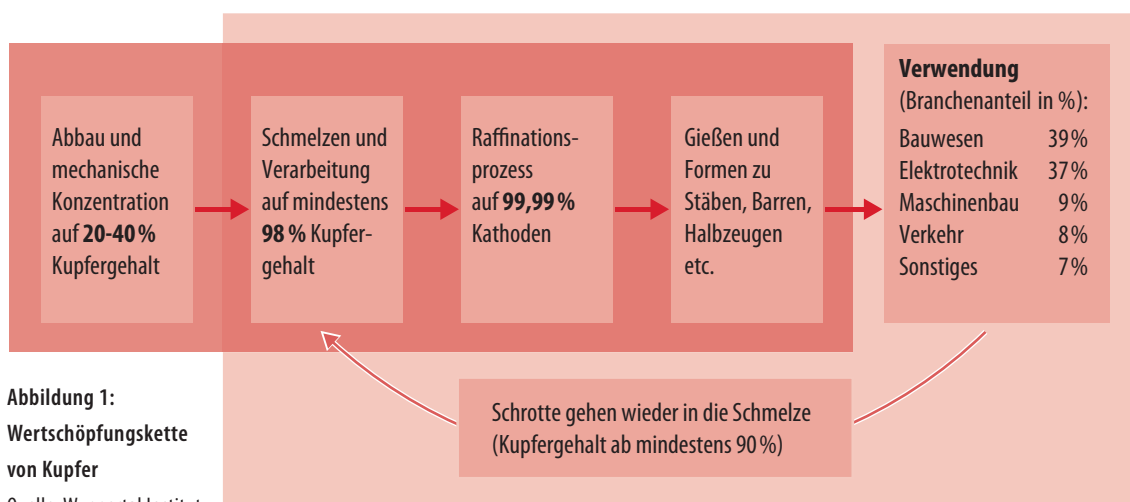 Abbau und
mechanische
Konzentration
auf 20-40 %
Kupfergehalt
Schmelzen und
Verarbeitung
auf mindestens
98 % Kupfer-
gehalt
Raffinations-
prozess
auf 99,99 %
Kathoden
Gießen und
Formen zu
Stäben, Barren,
Halbzeugen
etc.
Verwendung
(Branchenanteil in %):
Bauwesen 39 %
Elektrotechnik 37 %
Maschinenbau 9 %
Verkehr 8 %
Sonstiges 7 %
Schrotte gehen wieder in die Schmelze
(Kupfergehalt ab mindestens 90 %)
Abbildung 1:
Wertschöpfungskette
von Kupfer